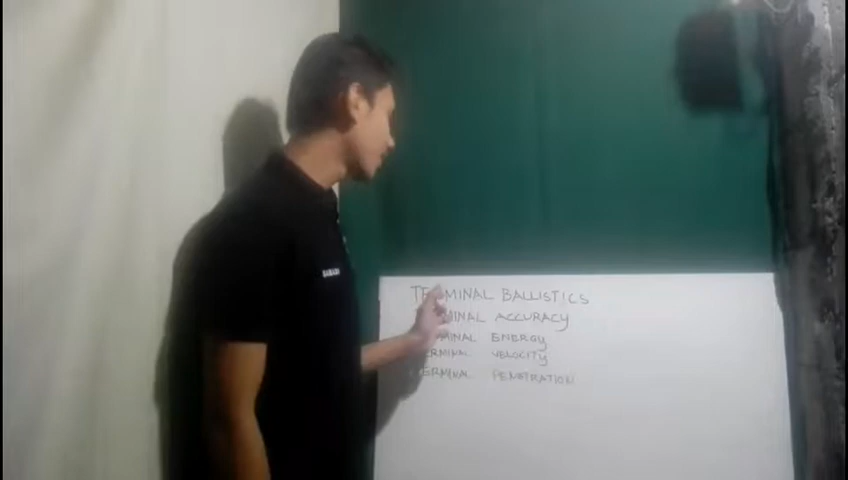 TERMINAL BALLISTICS
MINAL ACCURACY
MINAL ENERGY
ERMINAL VELOCITY
ERMINAL PENETRATION